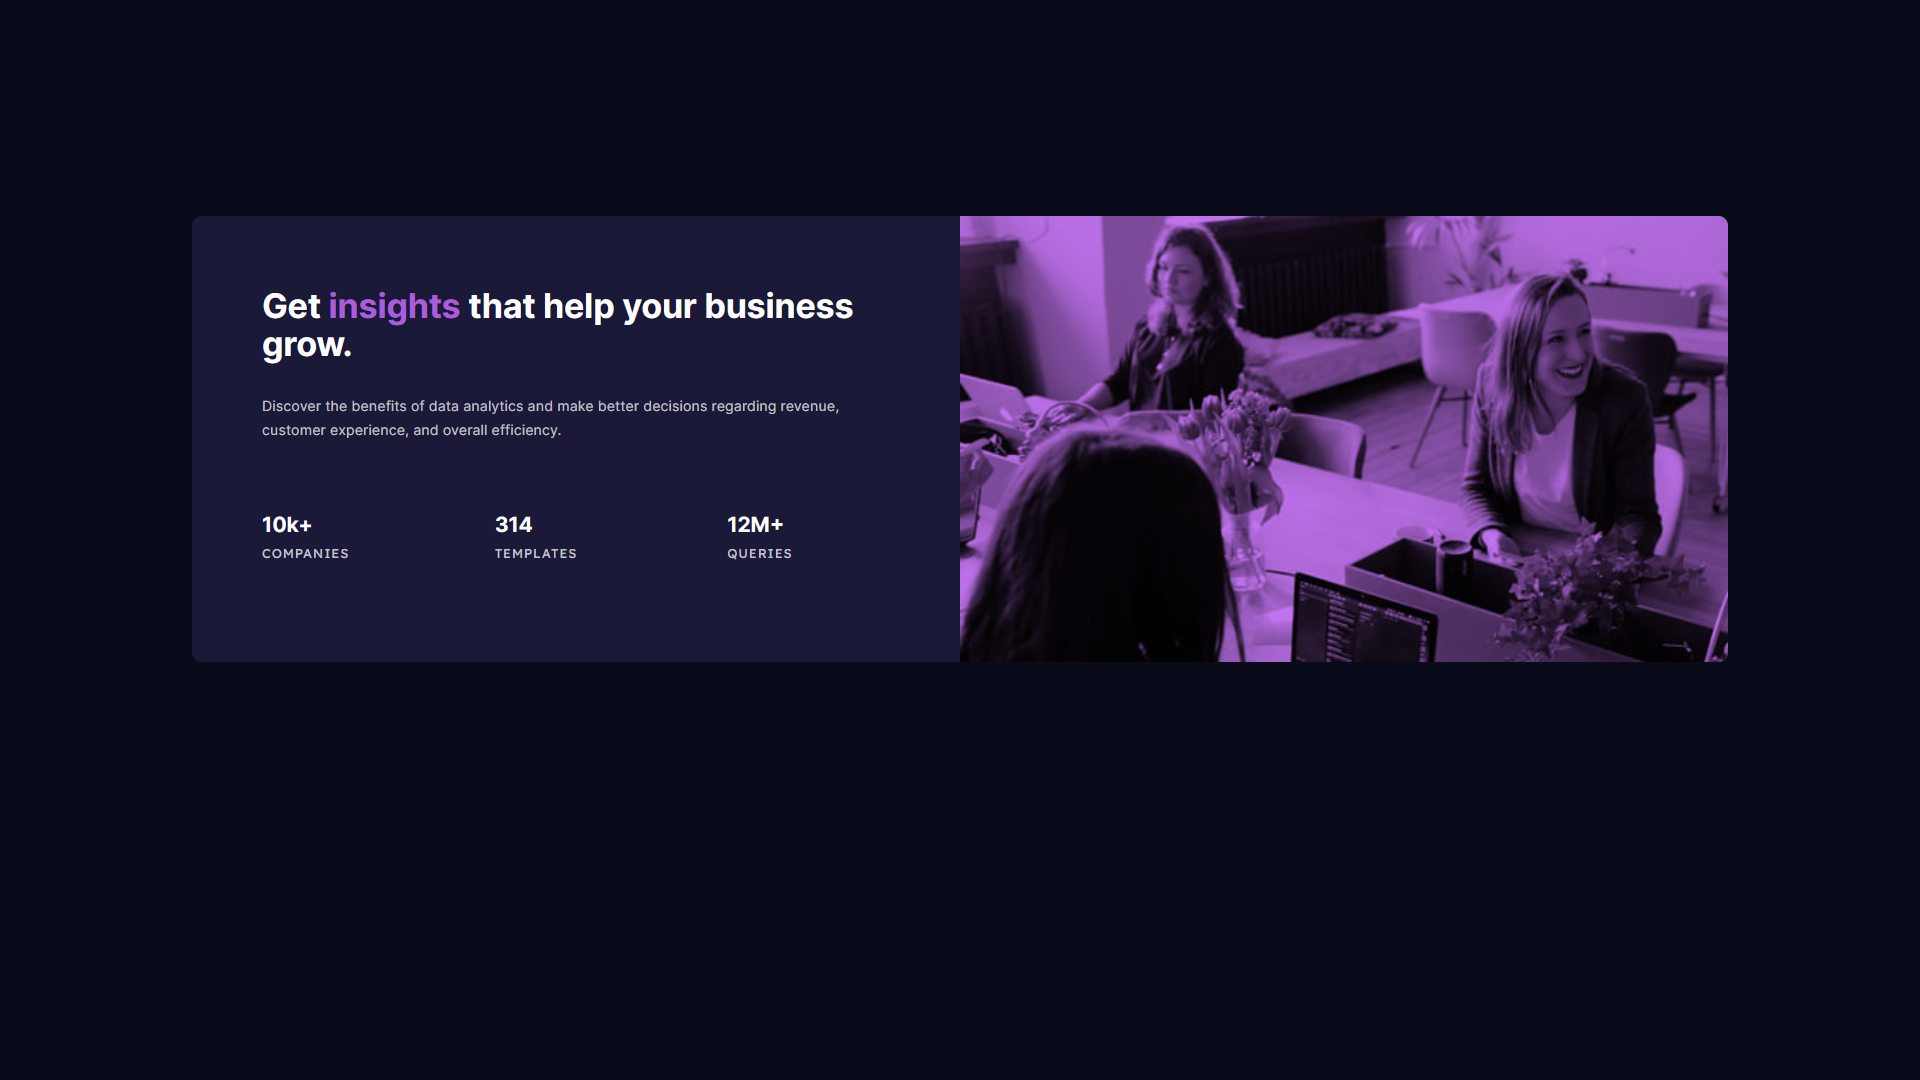 Get insights that help your business
grow.
Discover the benefits of data analytics and make better decisions regarding revenue,
customer experience, and overall efficiency.
10k+ 314 12M+
COMPANIES TEMPLATES QUERIES